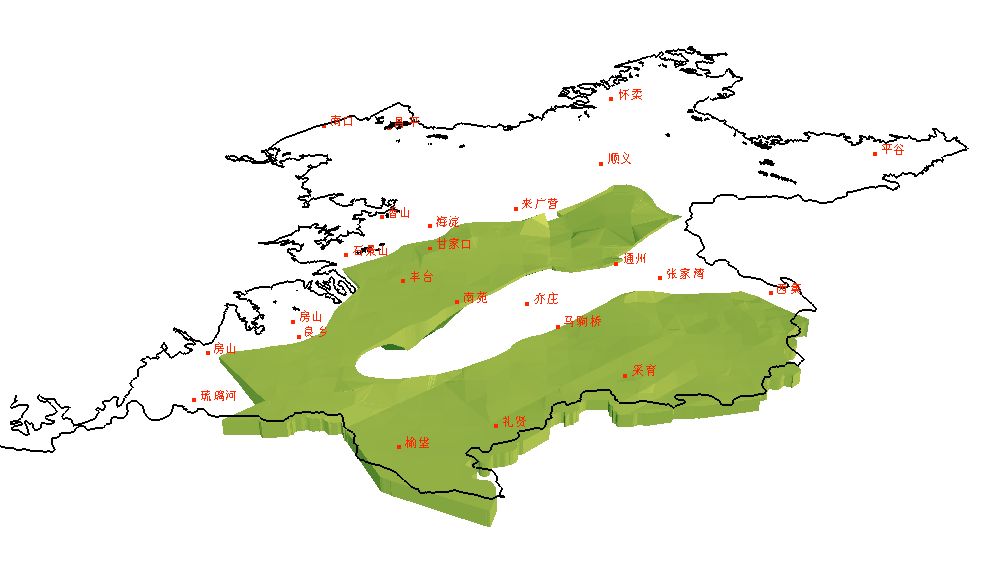 怀柔
南口
昌平
平谷
顺义
来广营
香山
海淀
甘家口
石景山
通州
张家湾
丰台
西集
南苑
亦庄
房山
马驹桥
良乡
房山
采育
琉璃河
礼贤
榆垡